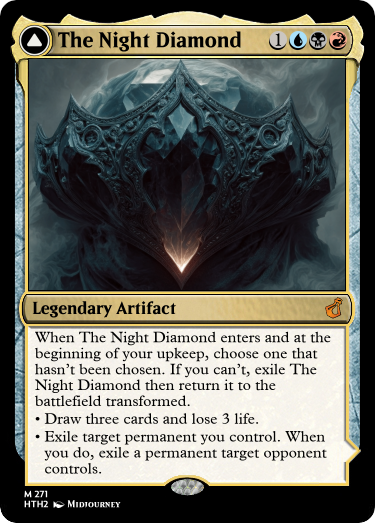 The Night Diamond 1
Legendary Artifact
When The Night Diamond enters and at the
beginning of your upkeep, choose one that
hasn't been chosen. If you can't, exile The
Night Diamond then return it to the
battlefield transformed.
• Draw three cards and lose 3 life.
• Exile target permanent you control. When
you do, exile a permanent target opponent
controls.
M 271
HTH2 Midjourney